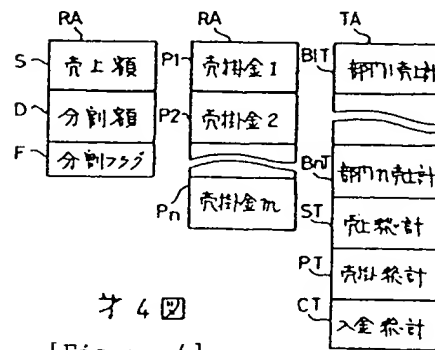 RA
S 売上額
D 分割額
F 分割フラグ
RA
P1 売掛金1
P2 売掛金2
Pn 売掛金m
TA
B1T 部門1売上計
BnT 部門n売上計
ST 売上総計
PT 売掛総計
CT 入金総計
才4図
[Figure 4]